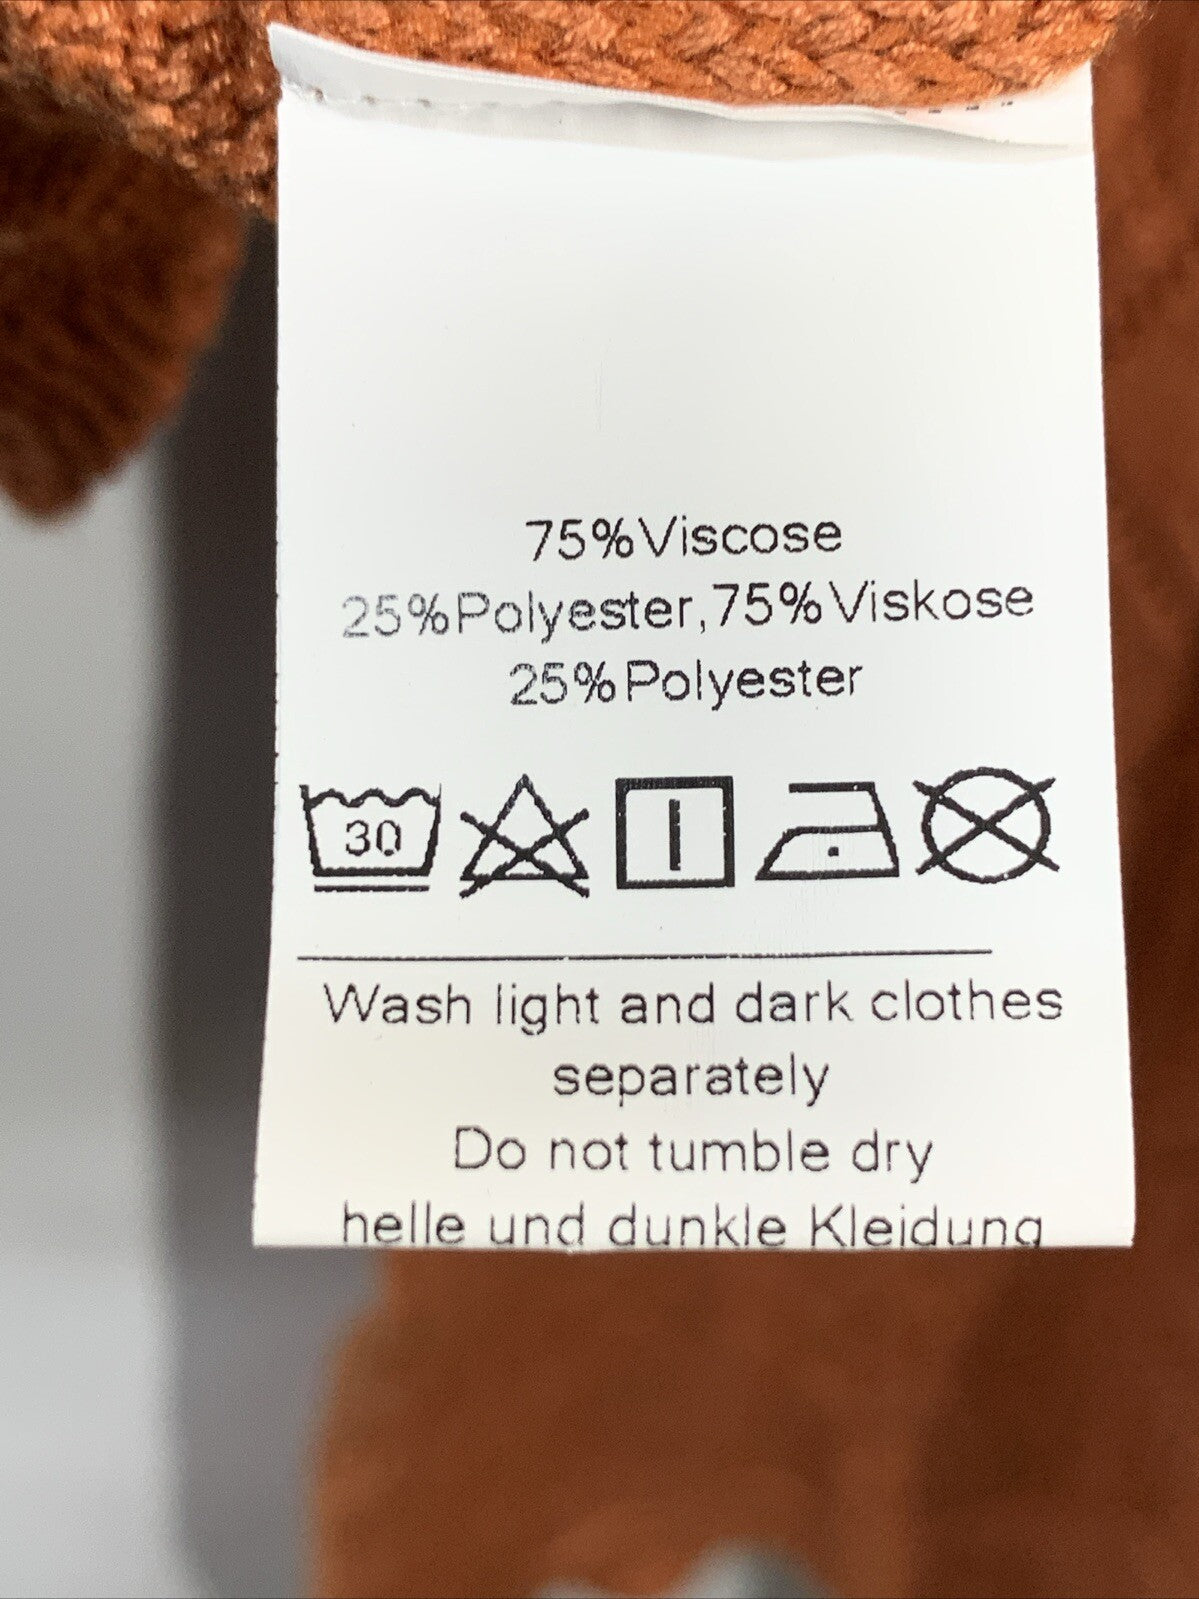 75%Viscose
25%Polyester,75%Viskose
25%Polyester
30
Wash light and dark clothes
separately
Do not tumble dry
helle und dunkle Kleidung